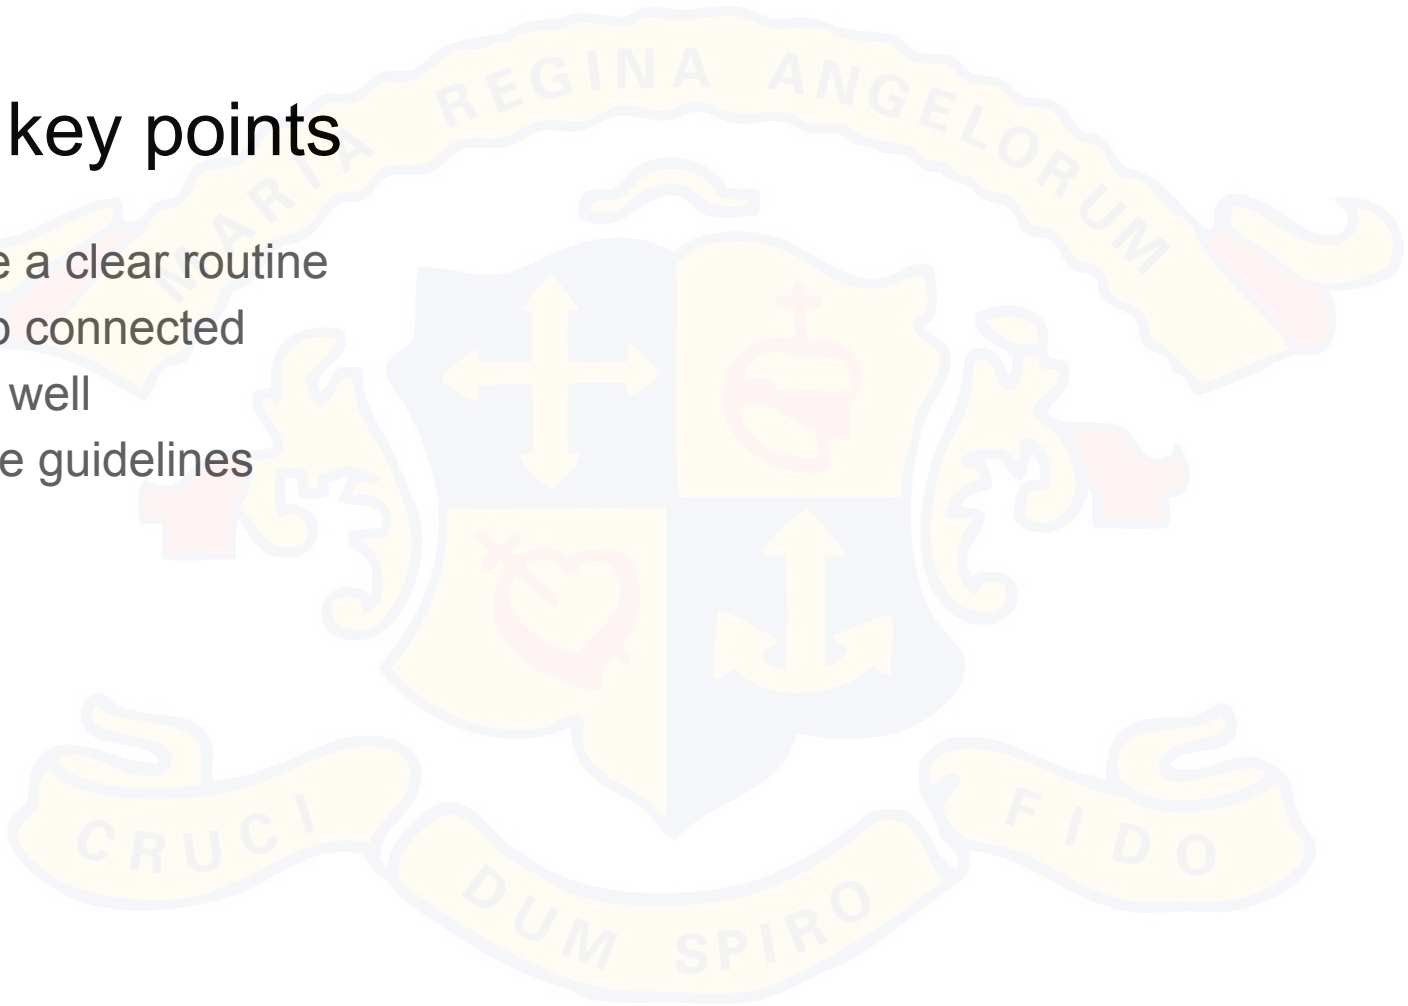 MARIA REGINA ANGELORUM
key points
a clear routine
connected
well
guidelines
CRUCI DUM SPIRO FIDO